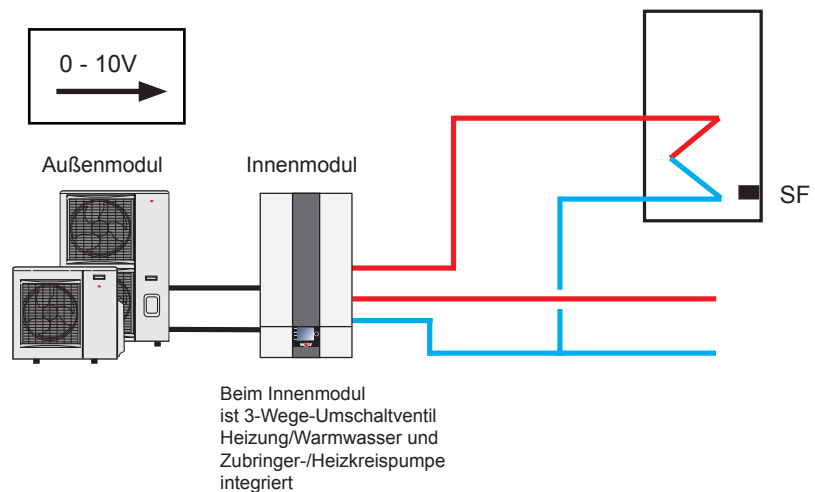 0 - 10V
Außenmodul
Innenmodul
SF
Beim Innenmodul
ist 3-Wege-Umschaltventil
Heizung/Warmwasser und
Zubringer-/Heizkreispumpe
integriert